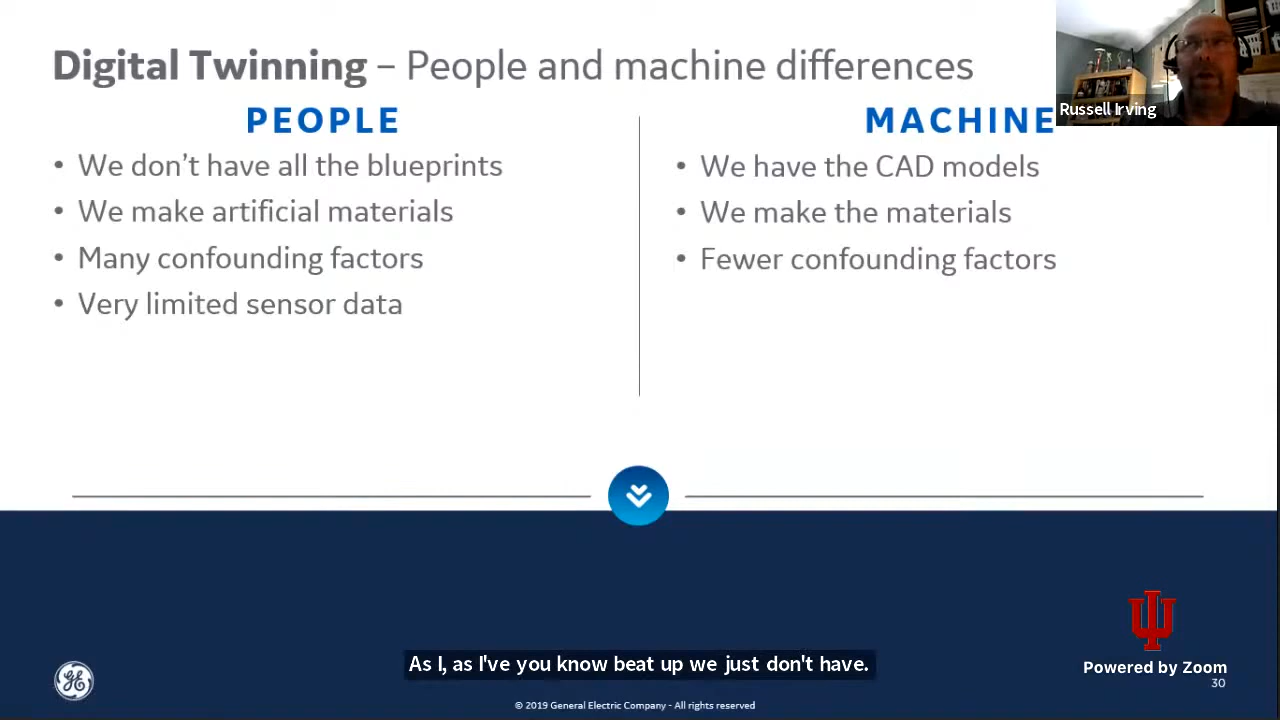 Digital Twinning – People and machine differences
Russell Irving
PEOPLE
• We don’t have all the blueprints
• We make artificial materials
• Many confounding factors
• Very limited sensor data
MACHINE
• We have the CAD models
• We make the materials
• Fewer confounding factors
As I, as I've you know beat up we just don't have.
Powered by Zoom
30
GE
© 2019 General Electric Company - All rights reserved